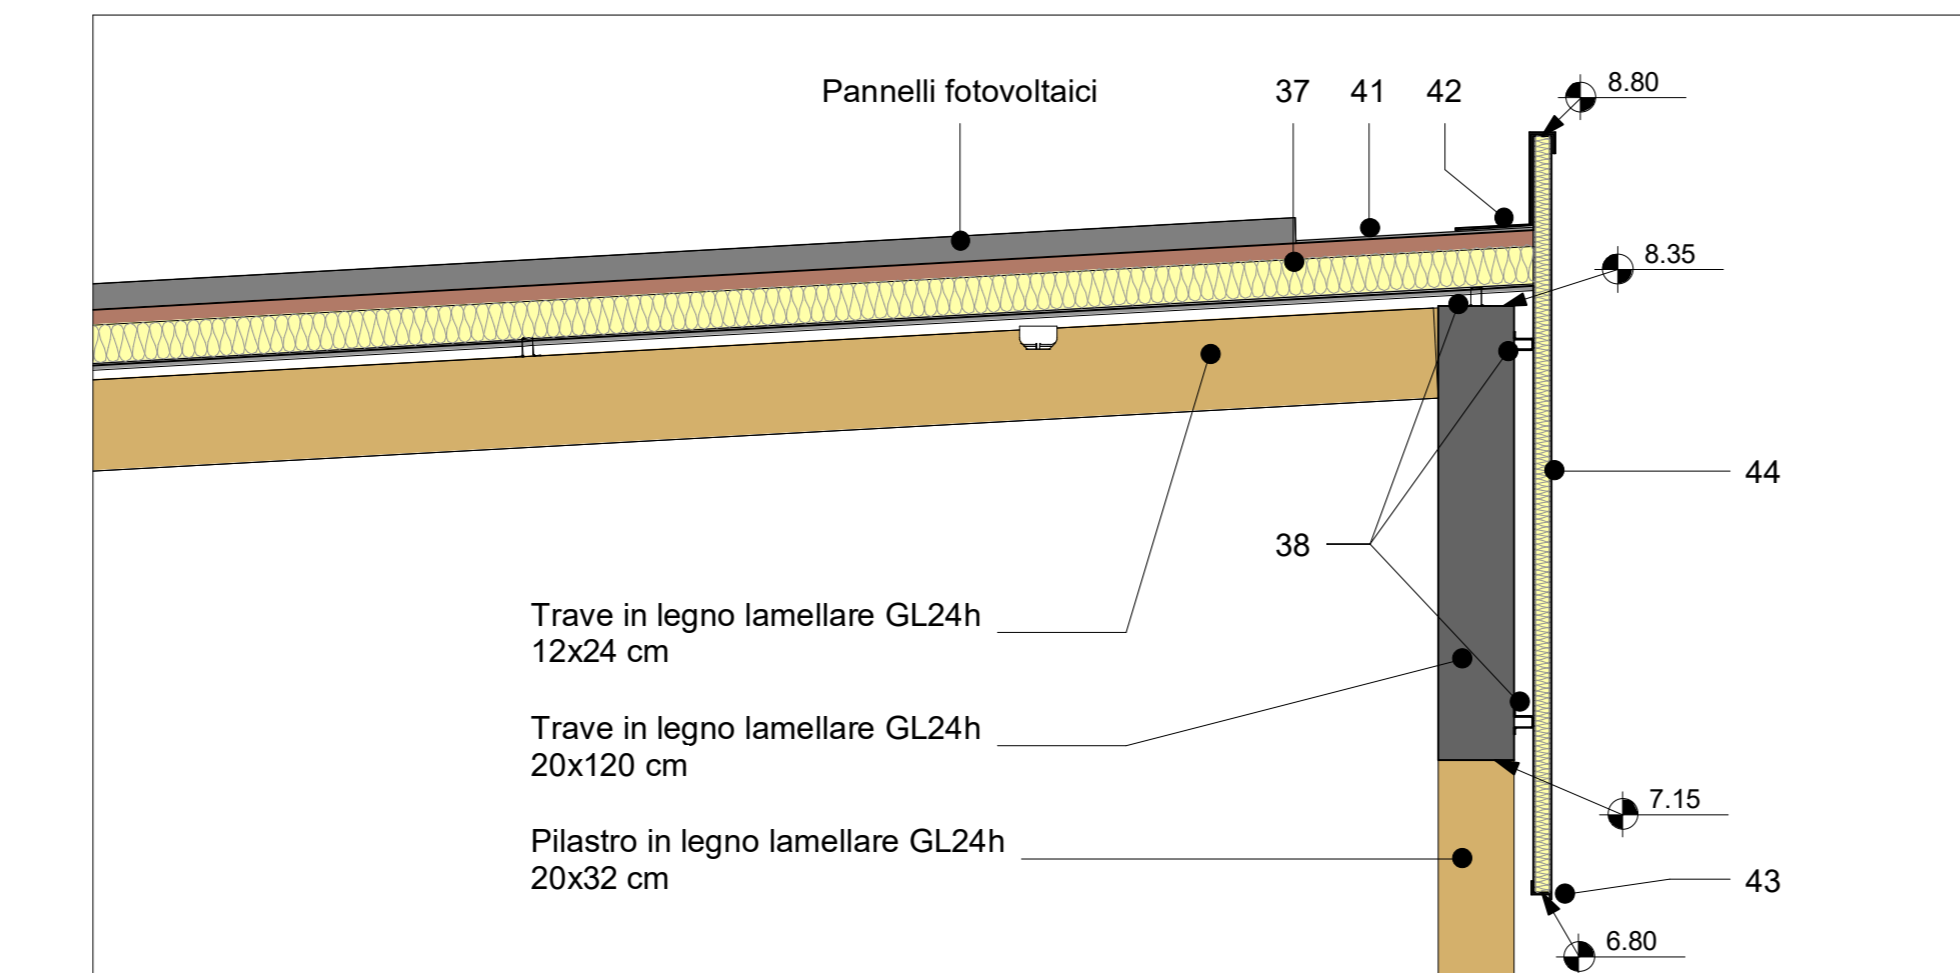 Pannelli fotovoltaici 37 41 42
8.80
8.35
44
38
Trave in legno lamellare GL24h
12x24 cm
Trave in legno lamellare GL24h
20x120 cm
7.15
Pilastro in legno lamellare GL24h
20x32 cm
43
6.80